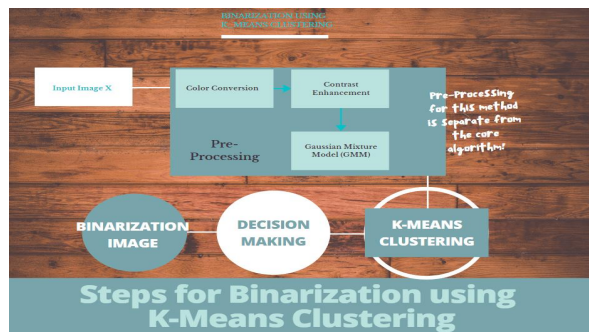 BINARIZATION USING
K_MEANS CLUSTERING
Input Image X
Color Conversion
Contrast
Enhancement
Pre-
Processing
Gaussian Mixture
Model (GMM)
Pre-Processing
for this method
is separate from
the core
algorithm!
BINARIZATION
IMAGE
DECISION
MAKING
K-MEANS
CLUSTERING
Steps for Binarization using
K-Means Clustering